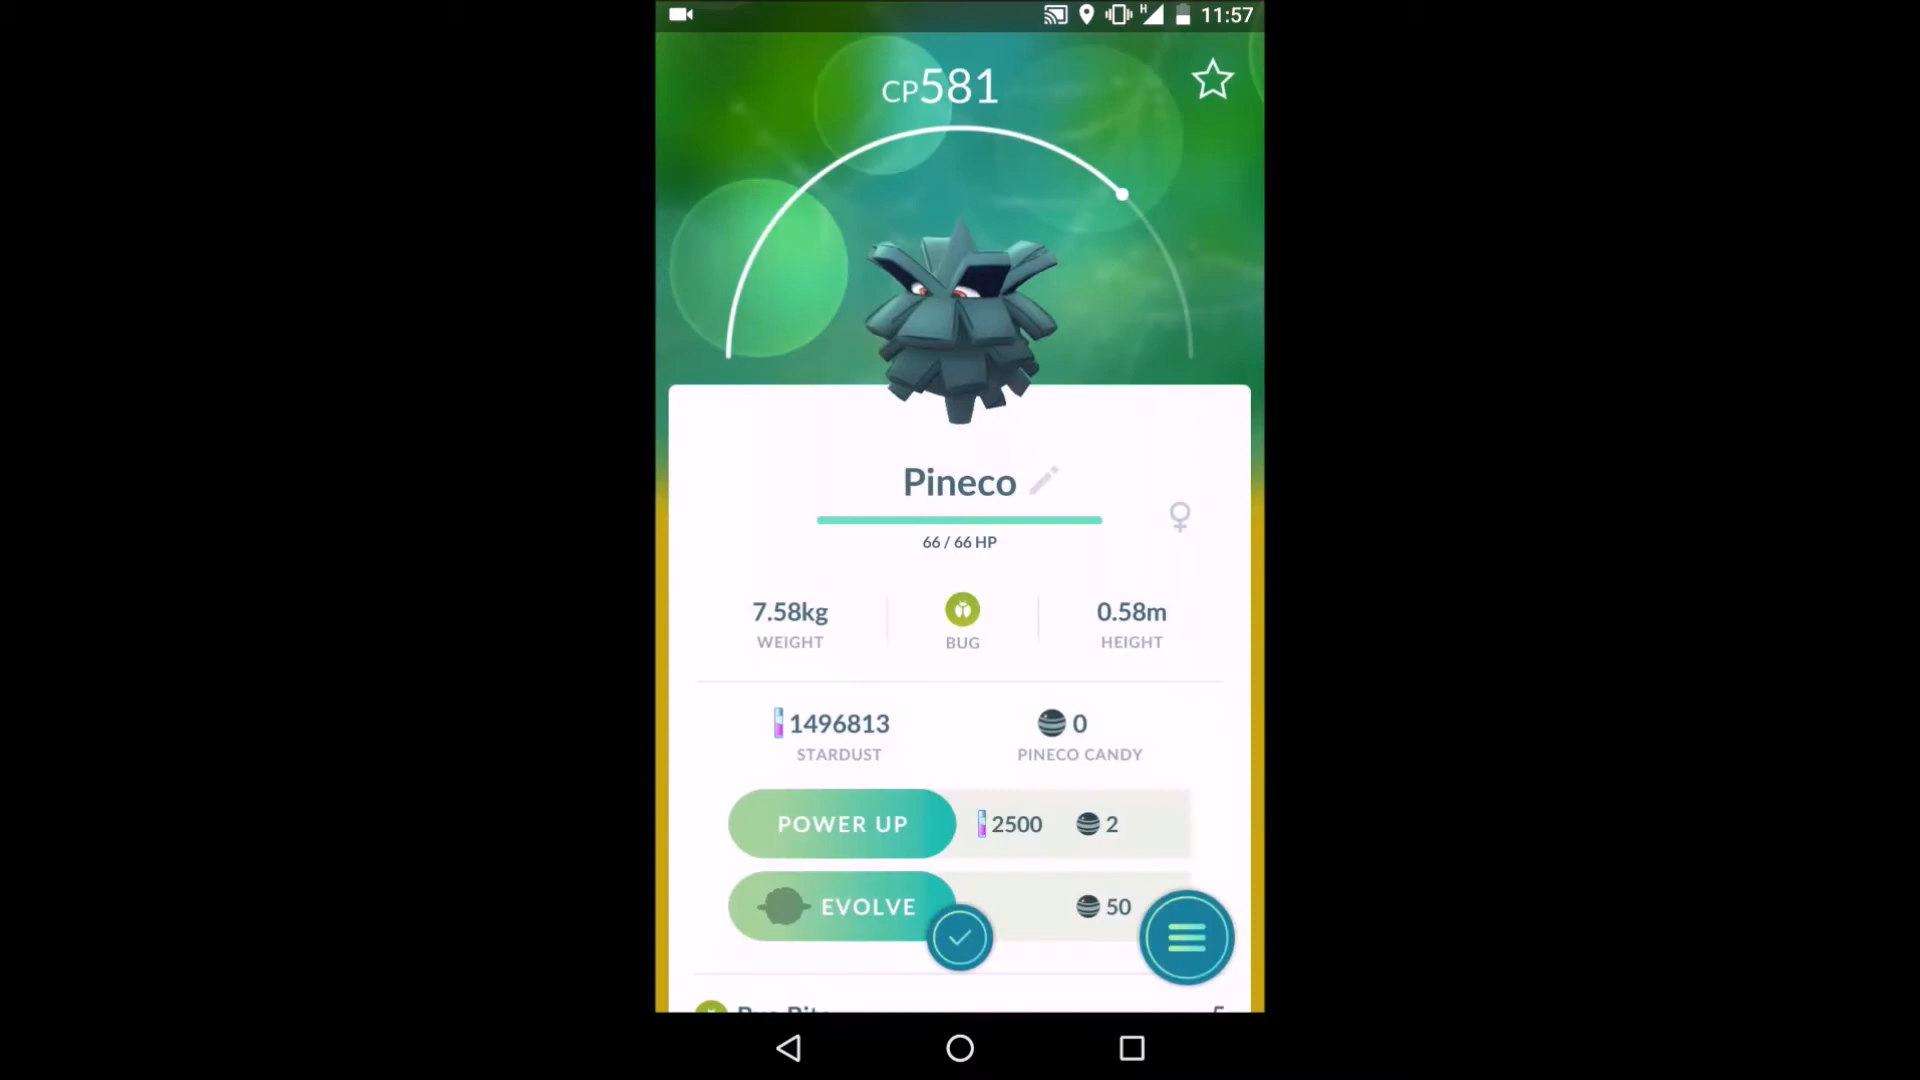 H 11:57
CP581
Pineco
66 / 66 HP
7.58kg
WEIGHT
BUG
0.58m
HEIGHT
1496813
STARDUST
0
PINECO CANDY
POWER UP 2500 2
EVOLVE 50